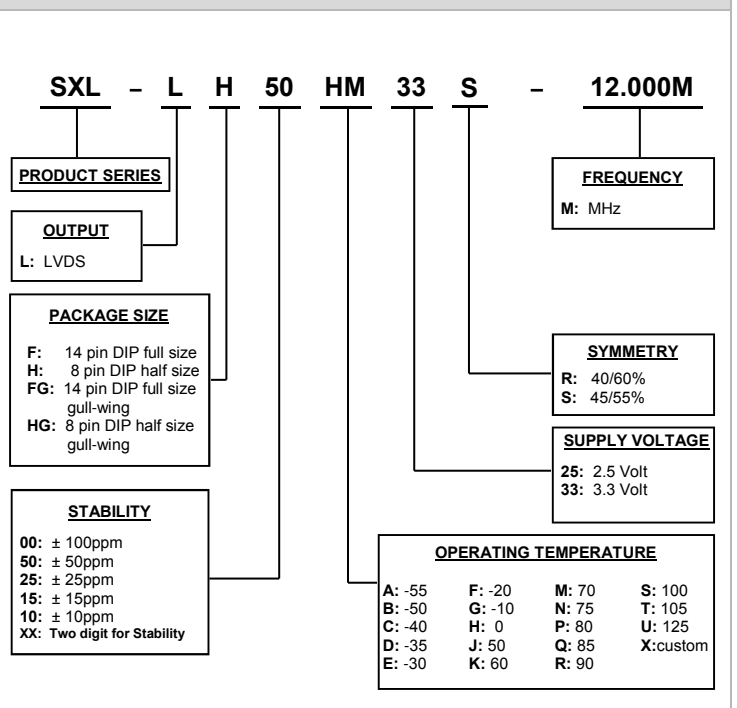 SXL – L H 50 HM 33 S – 12.000M
PRODUCT SERIES
OUTPUT
L: LVDS
PACKAGE SIZE
F: 14 pin DIP full size
H: 8 pin DIP half size
FG: 14 pin DIP full size
gull-wing
HG: 8 pin DIP half size
gull-wing
STABILITY
00: ± 100ppm
50: ± 50ppm
25: ± 25ppm
15: ± 15ppm
10: ± 10ppm
XX: Two digit for Stability
FREQUENCY
M: MHz
SYMMETRY
R: 40/60%
S: 45/55%
SUPPLY VOLTAGE
25: 2.5 Volt
33: 3.3 Volt
OPERATING TEMPERATURE
A: -55 F: -20 M: 70 S: 100
B: -50 G: -10 N: 75 T: 105
C: -40 H: 0 P: 80 U: 125
D: -35 J: 50 Q: 85 X:custom
E: -30 K: 60 R: 90